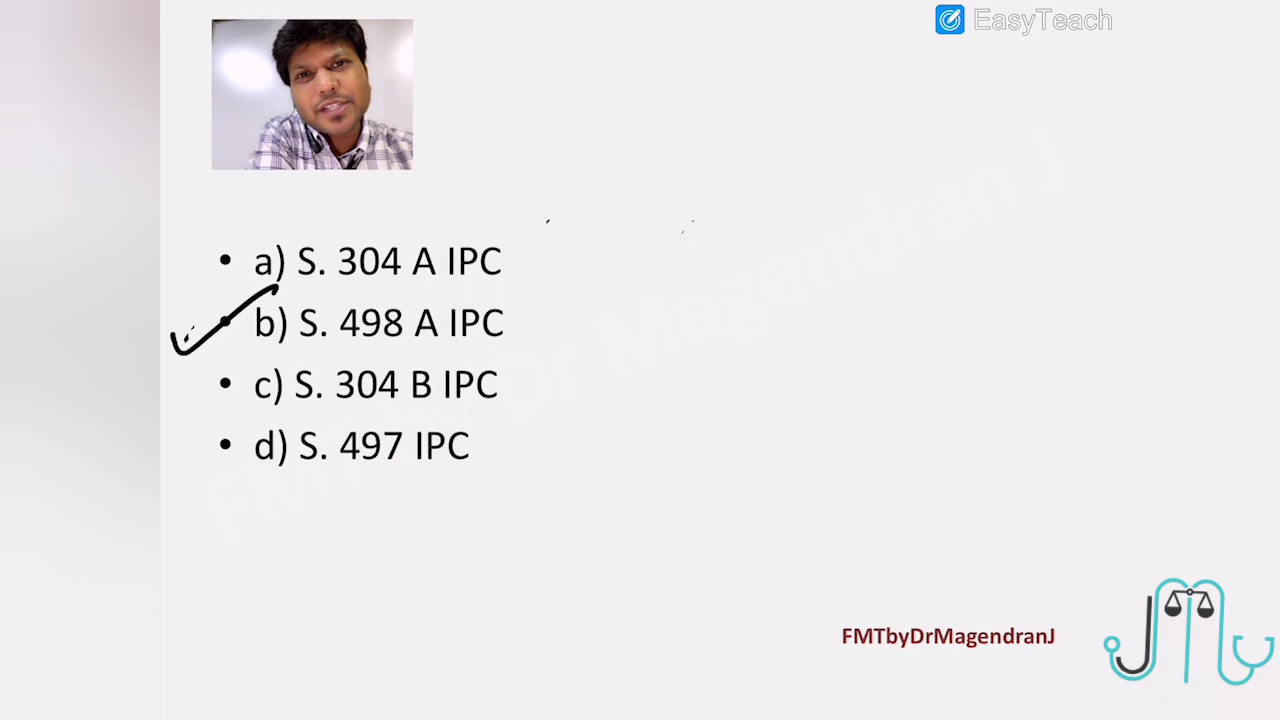 EasyTeach
• a) S. 304 A IPC
• b) S. 498 A IPC
• c) S. 304 B IPC
• d) S. 497 IPC
FMTbyDrMagendranJ